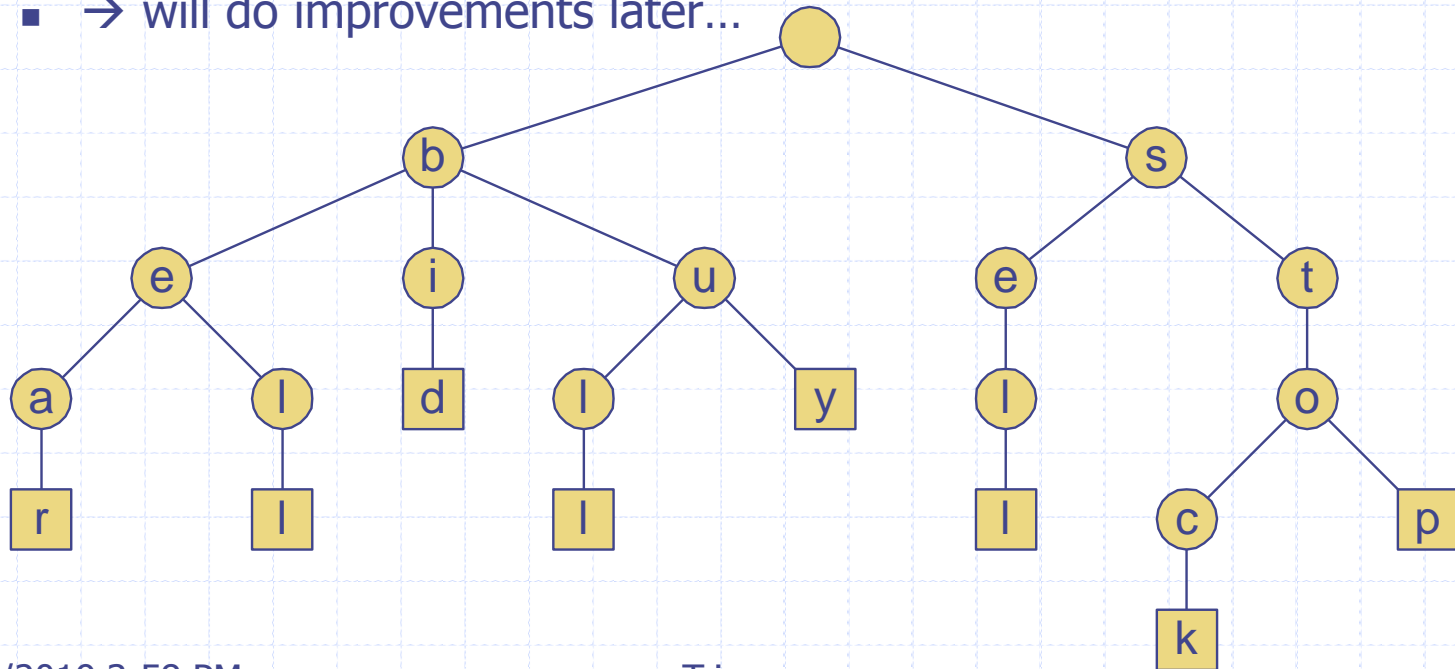 ■ → will do improvements later...
b s
e i u e t
a l d l y l o
r l l l c p
k